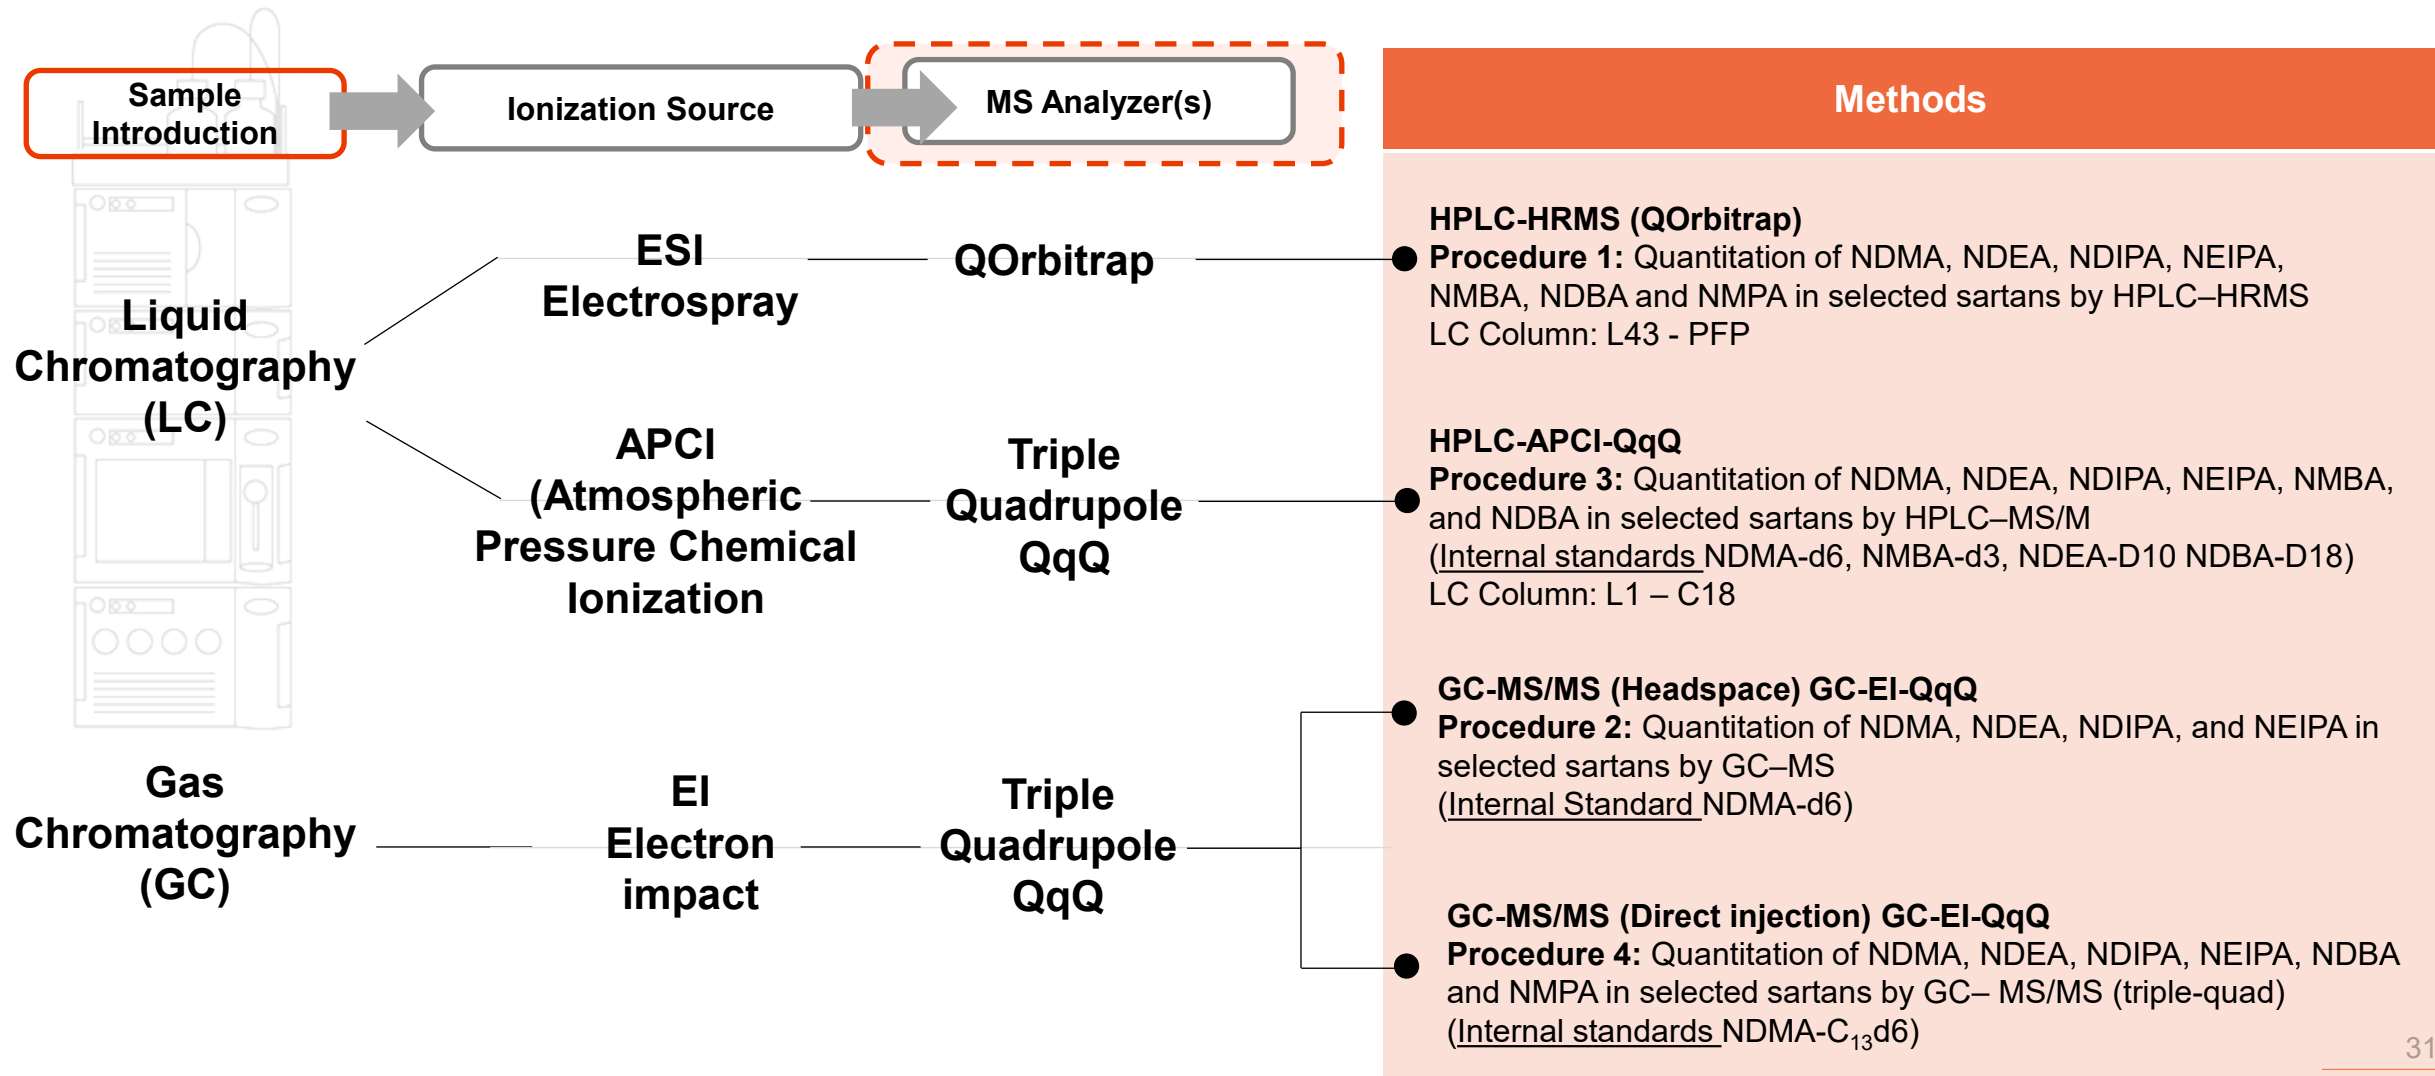 Sample
Introduction
Ionization Source
MS Analyzer(s)
Methods
Liquid
Chromatography
(LC)
ESI
Electrospray
QOrbitrap
HPLC-HRMS (QOrbitrap)
Procedure 1: Quantitation of NDMA, NDEA, NDIPA, NEIPA,
NMBA, NDBA and NMPA in selected sartans by HPLC–HRMS
LC Column: L43 - PFP
APCI
(Atmospheric
Pressure Chemical
Ionization
Triple
Quadrupole
QqQ
HPLC-APCI-QqQ
Procedure 3: Quantitation of NDMA, NDEA, NDIPA, NEIPA, NMBA,
and NDBA in selected sartans by HPLC–MS/M
(Internal standards NDMA-d6, NMBA-d3, NDEA-D10 NDBA-D18)
LC Column: L1 – C18
Gas
Chromatography
(GC)
EI
Electron
impact
Triple
Quadrupole
QqQ
GC-MS/MS (Headspace) GC-EI-QqQ
Procedure 2: Quantitation of NDMA, NDEA, NDIPA, and NEIPA in
selected sartans by GC–MS
(Internal Standard NDMA-d6)
GC-MS/MS (Direct injection) GC-EI-QqQ
Procedure 4: Quantitation of NDMA, NDEA, NDIPA, NEIPA, NDBA
and NMPA in selected sartans by GC– MS/MS (triple-quad)
(Internal standards NDMA-C₁₃d6)
31